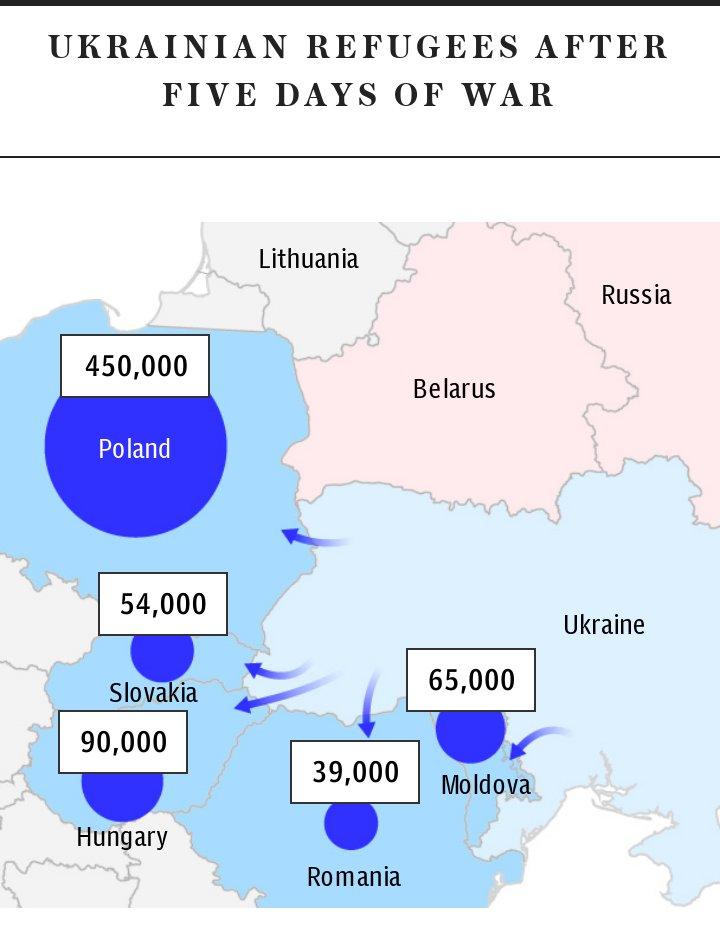 UKRAINIAN REFUGEES AFTER
FIVE DAYS OF WAR
Lithuania
Russia
450,000
Belarus
Poland
54,000
Ukraine
65,000
Slovakia
90,000
39,000
Moldova
Hungary
Romania